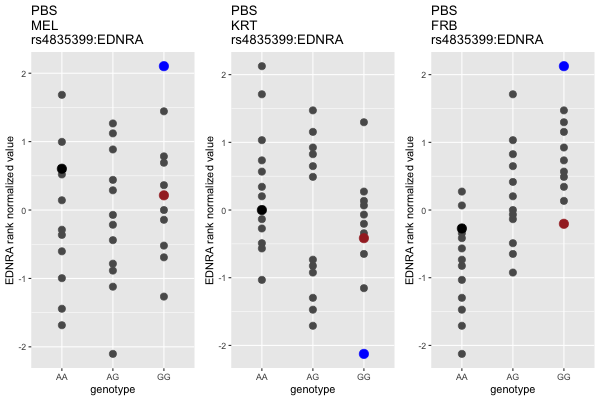 PBS
MEL
rs4835399:EDNRA
EDNRA rank normalized value
2
1
0
-1
-2
AA
AG
GG
genotype
PBS
KRT
rs4835399:EDNRA
EDNRA rank normalized value
2
1
0
-1
-2
AA
AG
GG
genotype
PBS
FRB
rs4835399:EDNRA
EDNRA rank normalized value
2
1
0
-1
-2
AA
AG
GG
genotype